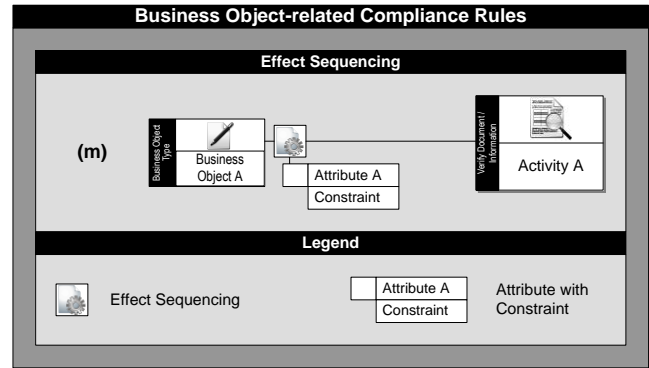 Business Object-related Compliance Rules
Effect Sequencing
(m)
Business Object
Type
Business
Object A
Attribute A
Constraint
Verify Document /
Information
Activity A
Legend
Effect Sequencing
Attribute A
Constraint
Attribute with
Constraint